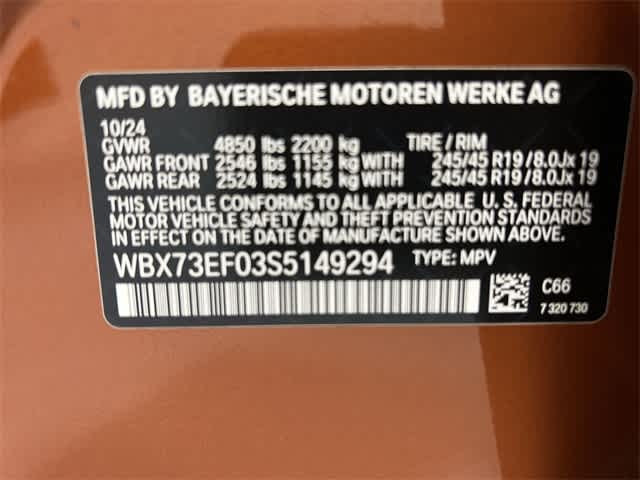 MFD BY BAYERISCHE MOTOREN WERKE AG
10/24
GVWR 4850 lbs 2200 kg TIRE / RIM
GAWR FRONT 2546 lbs 1155 kg WITH 245/45 R19 / 8.0Jx 19
GAWR REAR 2524 lbs 1145 kg WITH 245/45 R19 / 8.0Jx 19
THIS VEHICLE CONFORMS TO ALL APPLICABLE U. S. FEDERAL
MOTOR VEHICLE SAFETY AND THEFT PREVENTION STANDARDS
IN EFFECT ON THE DATE OF MANUFACTURE SHOWN ABOVE.
WBX73EF03S5149294 TYPE: MPV
C66
7 320 730